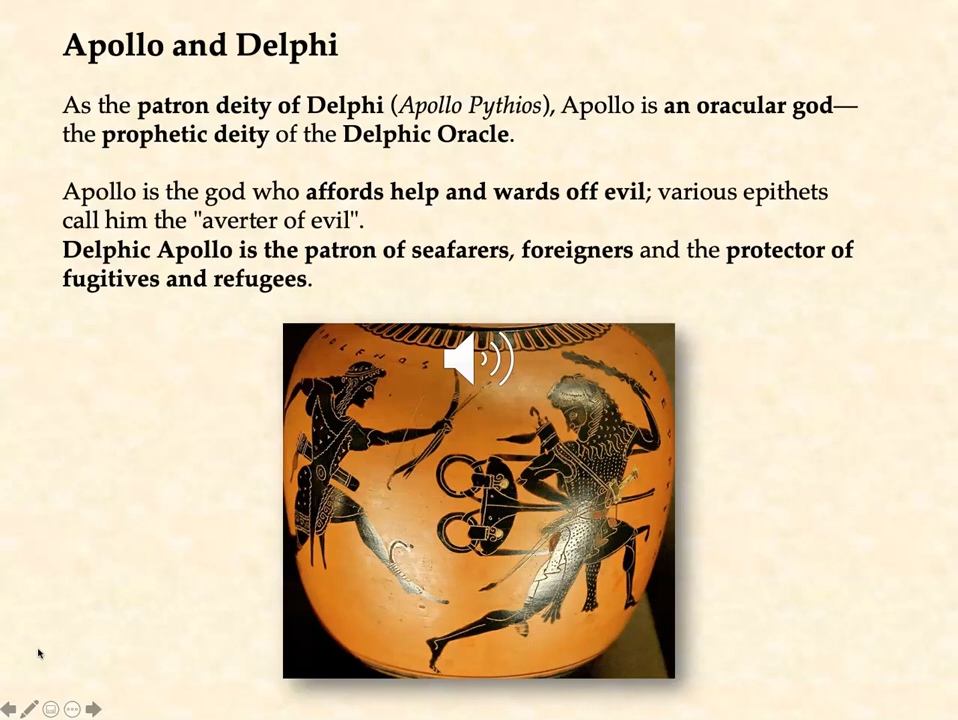 Apollo and Delphi
As the patron deity of Delphi (Apollo Pythios), Apollo is an oracular god—
the prophetic deity of the Delphic Oracle.
Apollo is the god who affords help and wards off evil; various epithets
call him the "averter of evil".
Delphic Apollo is the patron of seafarers, foreigners and the protector of
fugitives and refugees.